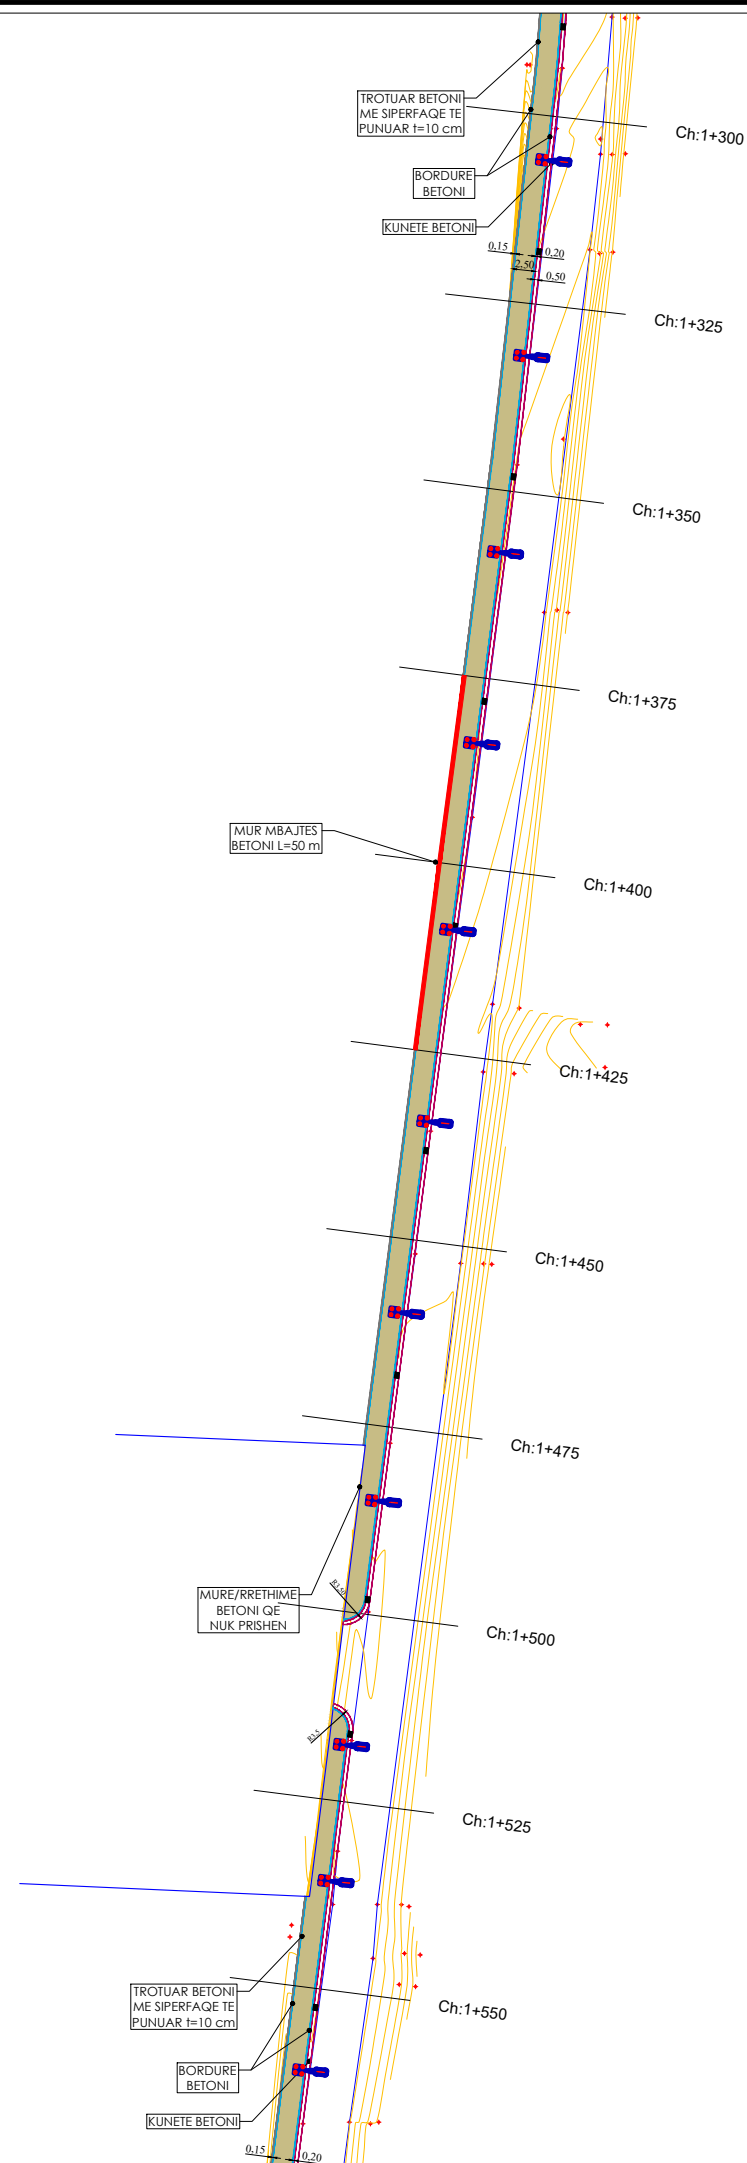 TROTUAR BETONI
ME SIPERFAQE TE
PUNUAR t=10 cm
Ch:1+300
BORDURE
BETONI
KUNETE BETONI
0.15
0.20
2.50
0.50
Ch:1+325
Ch:1+350
Ch:1+375
MUR MBAJTES
BETONI L=50 m
Ch:1+400
Ch:1+425
Ch:1+450
Ch:1+475
MURE/RRETHIME
BETONI QE
NUK PRISHEN
R3.50
Ch:1+500
R3.5
Ch:1+525
TROTUAR BETONI
ME SIPERFAQE TE
PUNUAR t=10 cm
Ch:1+550
BORDURE
BETONI
KUNETE BETONI
0.15
0.20